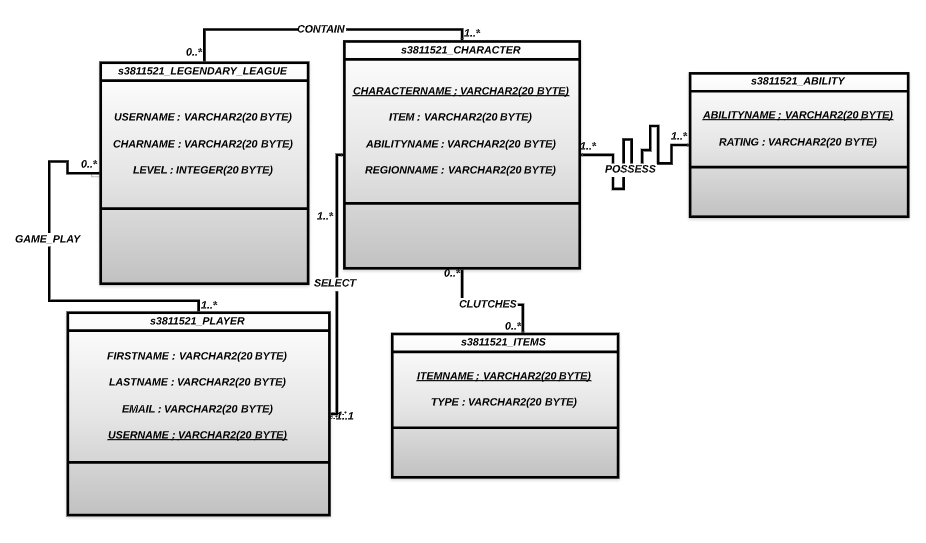 CONTAIN
0..*
1..*
s3811521_LEGENDARY_LEAGUE
USERNAME : VARCHAR2(20 BYTE)
CHARNAME : VARCHAR2(20 BYTE)
LEVEL : INTEGER(20 BYTE)
s3811521_CHARACTER
CHARACTERNAME : VARCHAR2(20 BYTE)
ITEM : VARCHAR2(20 BYTE)
ABILITYNAME : VARCHAR2(20 BYTE)
REGIONNAME : VARCHAR2(20 BYTE)
s3811521_ABILITY
ABILITYNAME : VARCHAR2(20 BYTE)
RATING : VARCHAR2(20 BYTE)
1..*
POSSESS
1..*
0..*
GAME_PLAY
1..*
1..*
SELECT
0..*
CLUTCHES
0..*
s3811521_PLAYER
FIRSTNAME : VARCHAR2(20 BYTE)
LASTNAME : VARCHAR2(20 BYTE)
EMAIL : VARCHAR2(20 BYTE)
USERNAME : VARCHAR2(20 BYTE)
s3811521_ITEMS
ITEMNAME : VARCHAR2(20 BYTE)
TYPE : VARCHAR2(20 BYTE)